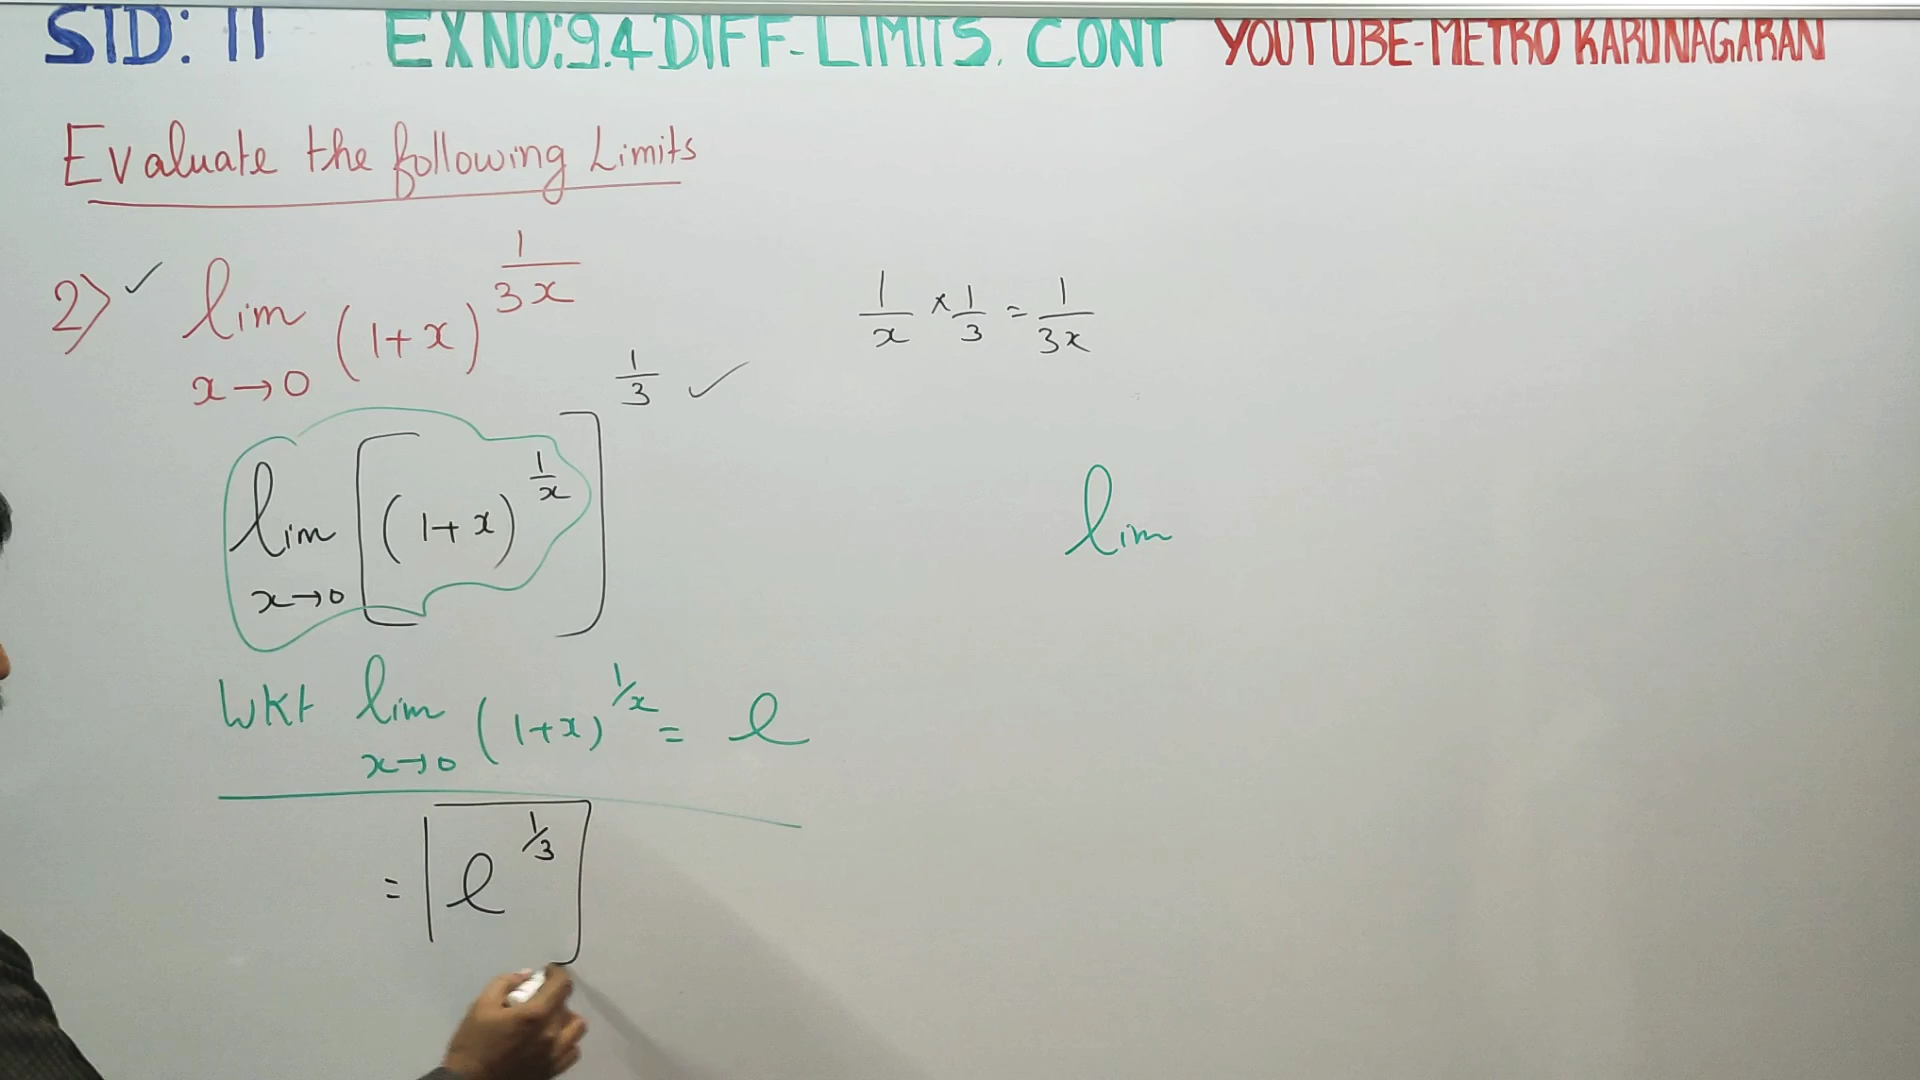 STD: 11 EX NO:9.4 DIFF-LIMITS. CONT YOUTUBE-METRO KARUNAGARAN
Evaluate the following Limits
2) ✓ lim x→0 (1+x)^(1/3x)
1/x × 1/3 = 1/3x
lim x→0 [(1+x)^(1/x)]^(1/3) ✓
lim
WKT lim x→0 (1+x)^(1/x) = e
= e^(1/3)